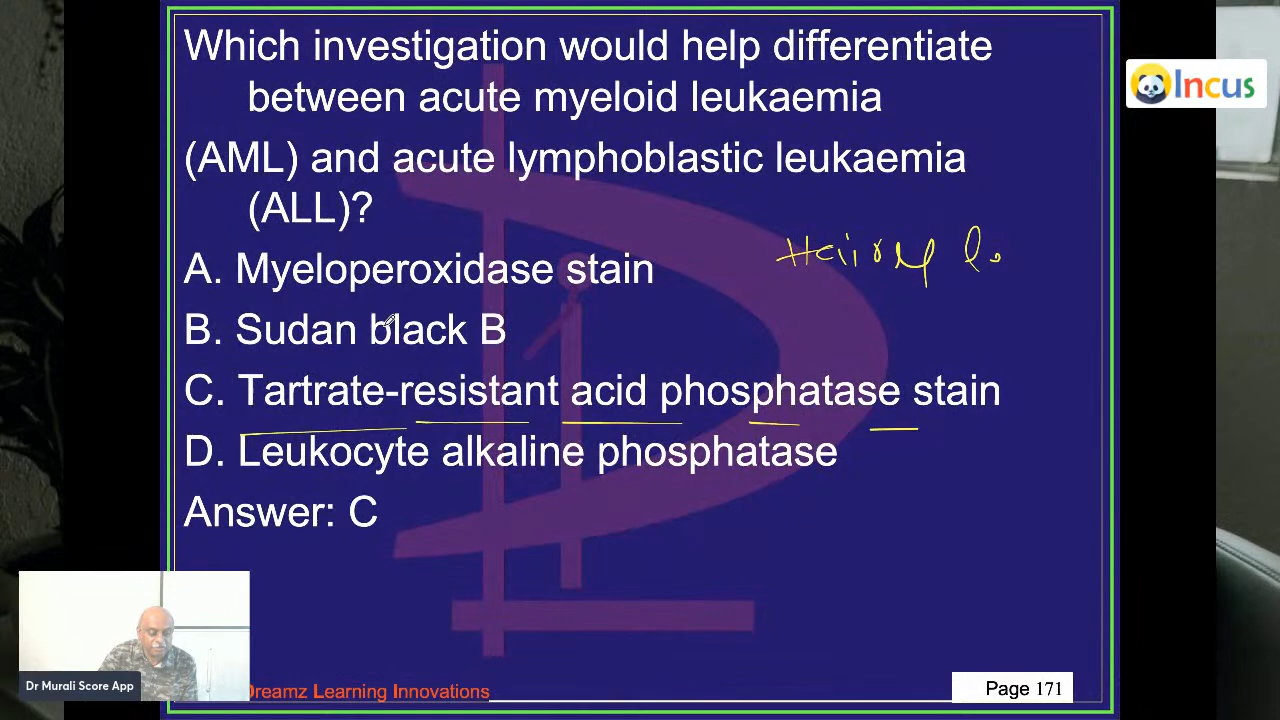 Which investigation would help differentiate
between acute myeloid leukaemia
(AML) and acute lymphoblastic leukaemia
(ALL)?
A. Myeloperoxidase stain
B. Sudan black B
C. Tartrate-resistant acid phosphatase stain
D. Leukocyte alkaline phosphatase
Answer: C
Incus
Dr Murali Score App
Dreamz Learning Innovations
Page 171